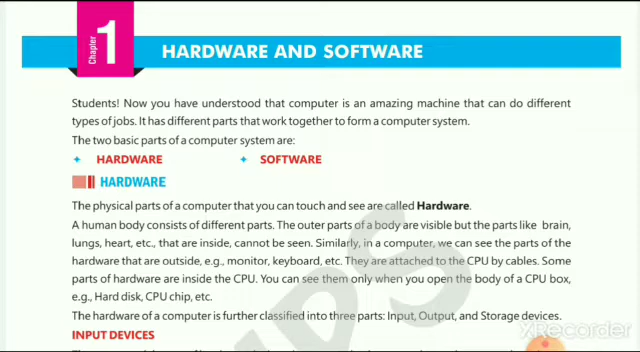 Chapter
1
HARDWARE AND SOFTWARE
Students! Now you have understood that computer is an amazing machine that can do different
types of jobs. It has different parts that work together to form a computer system.
The two basic parts of a computer system are:
✦ HARDWARE ✦ SOFTWARE
HARDWARE
The physical parts of a computer that you can touch and see are called Hardware.
A human body consists of different parts. The outer parts of a body are visible but the parts like brain,
lungs, heart, etc., that are inside, cannot be seen. Similarly, in a computer, we can see the parts of the
hardware that are outside, e.g., monitor, keyboard, etc. They are attached to the CPU by cables. Some
parts of hardware are inside the CPU. You can see them only when you open the body of a CPU box,
e.g., Hard disk, CPU chip, etc.
The hardware of a computer is further classified into three parts: Input, Output, and Storage devices.
INPUT DEVICES
XRecorder